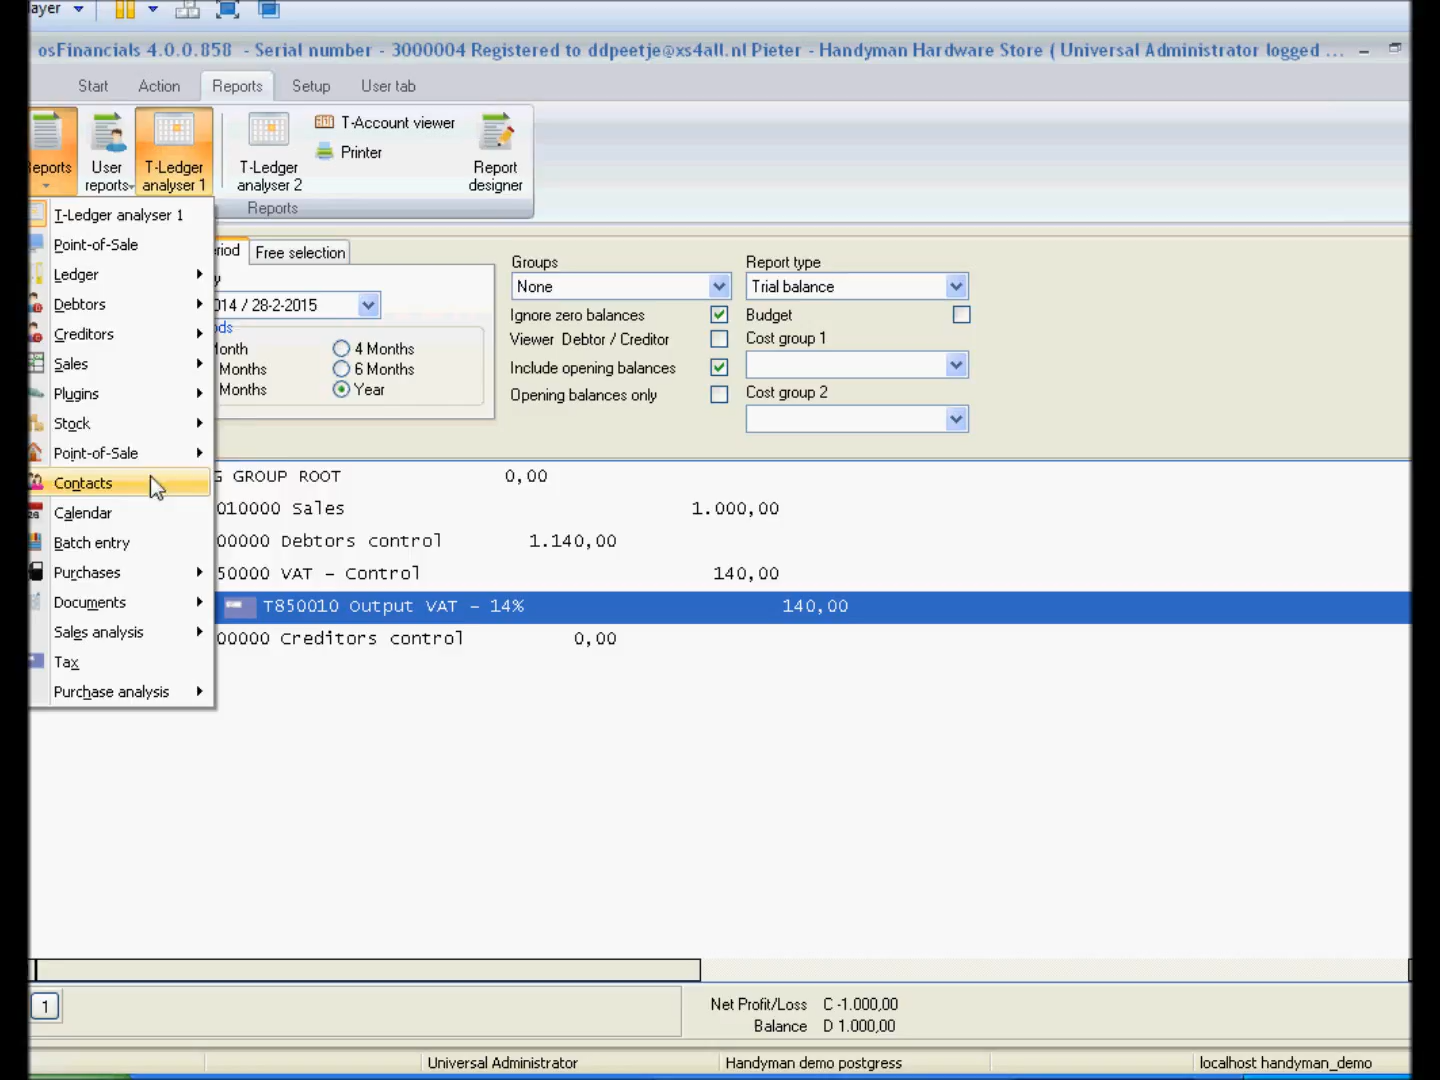 ayer
osFinancials 4.0.0.858 - Serial number - 3000004 Registered to ddpeetje@xs4all.nl Pieter - Handyman Hardware Store ( Universal Administrator logged ...
Start Action Reports Setup User tab
eports
User reports
T-Ledger analyser 1
T-Ledger analyser 2
T-Account viewer
Printer
Report designer
Reports
T-Ledger analyser 1
Point-of-Sale
Ledger
Debtors
Creditors
Sales
Plugins
Stock
Point-of-Sale
Contacts
Calendar
Batch entry
Purchases
Documents
Sales analysis
Tax
Purchase analysis
riod Free selection
y
014 / 28-2-2015
ods
Month 4 Months
Months 6 Months
Months Year
Groups
None
Ignore zero balances
Viewer Debtor / Creditor
Include opening balances
Opening balances only
Report type
Trial balance
Budget
Cost group 1
Cost group 2
G GROUP ROOT 0,00
010000 Sales 1.000,00
00000 Debtors control 1.140,00
50000 VAT - Control 140,00
T850010 Output VAT - 14% 140,00
00000 Creditors control 0,00
1
Net Profit/Loss C -1.000,00
Balance D 1.000,00
Universal Administrator Handyman demo postgress localhost handyman_demo